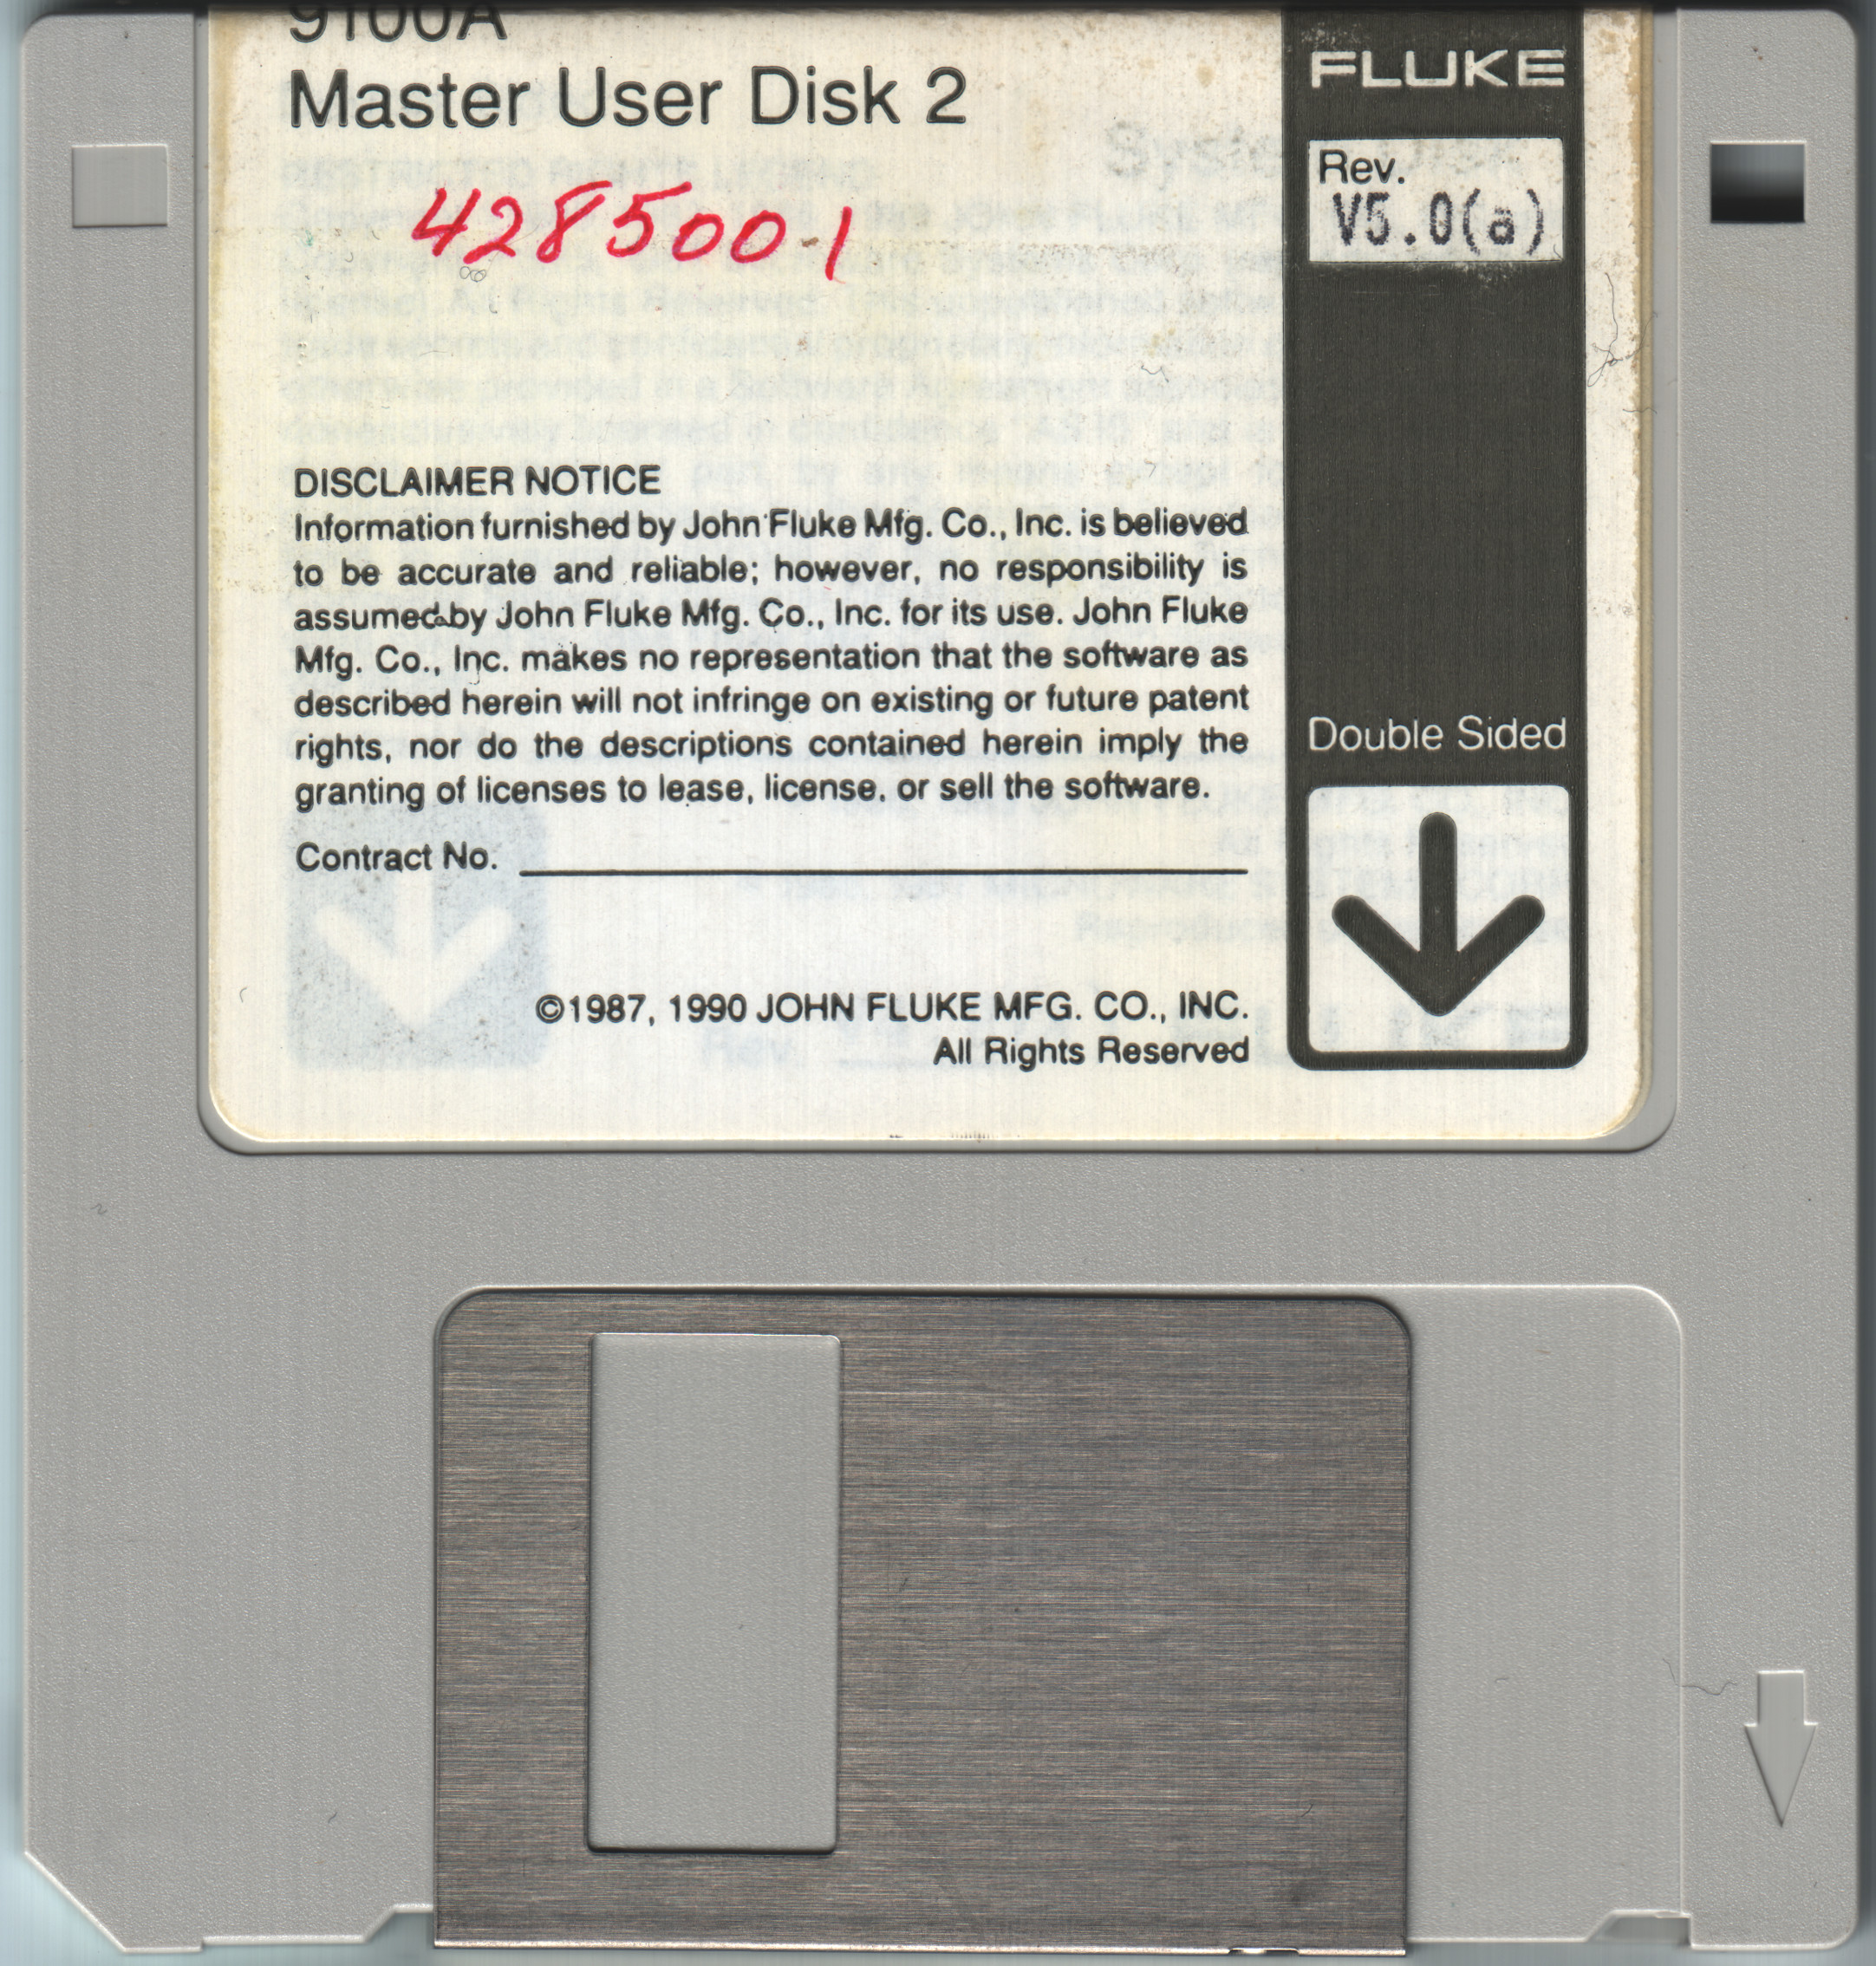 9100A
Master User Disk 2
428500-1
DISCLAIMER NOTICE
Information furnished by John Fluke Mfg. Co., Inc. is believed
to be accurate and reliable; however, no responsibility is
assumed by John Fluke Mfg. Co., Inc. for its use. John Fluke
Mfg. Co., Inc. makes no representation that the software as
described herein will not infringe on existing or future patent
rights, nor do the descriptions contained herein imply the
granting of licenses to lease, license, or sell the software.
Contract No.
©1987, 1990 JOHN FLUKE MFG. CO., INC.
All Rights Reserved
FLUKE
Rev.
V5.0(a)
Double Sided